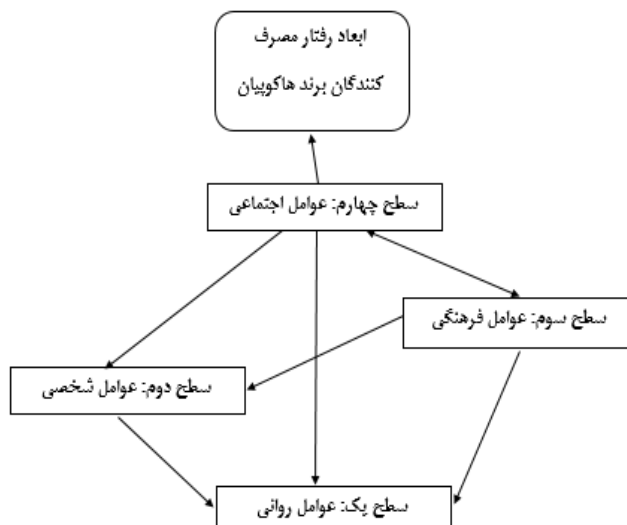 ابعاد رفتار مصرف
کنندگان برند هاکوپیان
سطح چهارم: عوامل اجتماعی
سطح سوم: عوامل فرهنگی
سطح دوم: عوامل شخصی
سطح یک: عوامل روانی